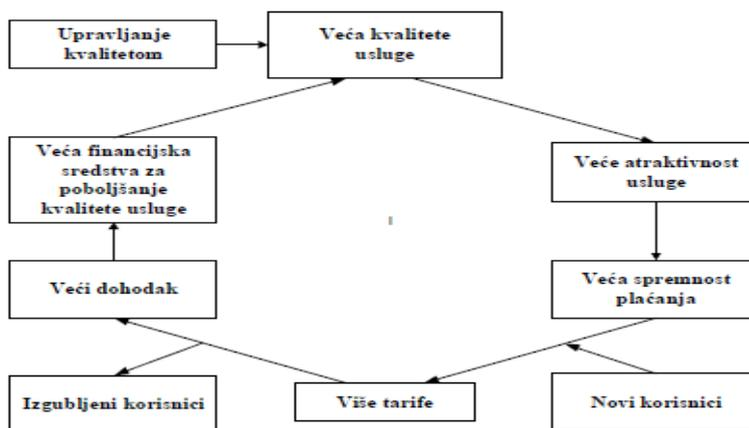 Upravljanje
kvalitetom
Veća kvalitete
usluge
Veća financijska
sredstva za
poboljšanje
kvalitete usluge
Veće atraktivnost
usluge
Veći dohodak
Veća spremnost
plaćanja
Izgubljeni korisnici
Više tarife
Novi korisnici